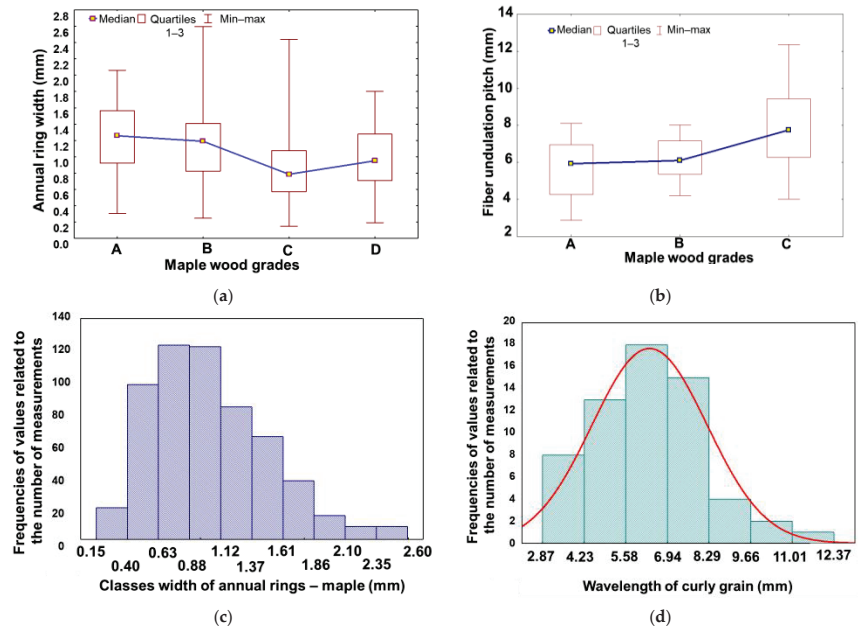 Median Quartiles Min–max
1–3
2.8
2.6
2.4
2.2
2.0
1.8
1.6
1.4
1.2
1.0
0.8
0.6
0.4
0.2
0.0
Annual ring width (mm)
A B C D
Maple wood grades
(a)
Median Quartiles Min–max
1–3
14
12
10
8
6
4
2
Fiber undulation pitch (mm)
A B C
Maple wood grades
(b)
140
120
100
80
60
40
20
0
Frequencies of values related to
the number of measurements
0.15 0.63 1.12 1.61 2.10 2.60
0.40 0.88 1.37 1.86 2.35
Classes width of annual rings – maple (mm)
(c)
20
18
16
14
12
10
8
6
4
2
0
Frequencies of values related to
the number of measurements
2.87 4.23 5.58 6.94 8.29 9.66 11.01 12.37
Wavelength of curly grain (mm)
(d)